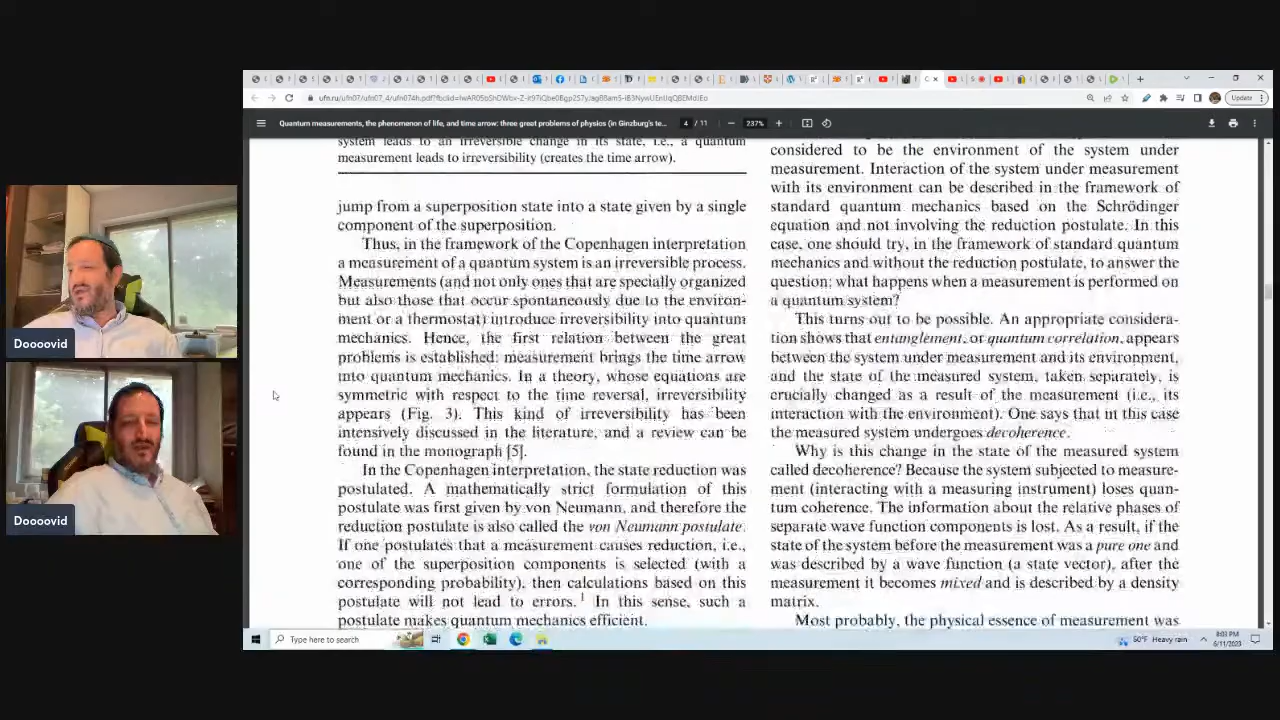 Quantum measurements, the phenomenon of life, and time arrow: three great problems of physics (in Ginzburg's te...
4 / 11
237%
Update
system leads to an irreversible change in its state, i.e., a quantum
measurement leads to irreversibility (creates the time arrow).
jump from a superposition state into a state given by a single
component of the superposition.
Thus, in the framework of the Copenhagen interpretation
a measurement of a quantum system is an irreversible process.
Measurements (and not only ones that are specially organized
but also those that occur spontaneously due to the environ-
ment or a thermostat) introduce irreversibility into quantum
mechanics. Hence, the first relation between the great
problems is established: measurement brings the time arrow
into quantum mechanics. In a theory, whose equations are
symmetric with respect to the time reversal, irreversibility
appears (Fig. 3). This kind of irreversibility has been
intensively discussed in the literature, and a review can be
found in the monograph [5].
In the Copenhagen interpretation, the state reduction was
postulated. A mathematically strict formulation of this
postulate was first given by von Neumann, and therefore the
reduction postulate is also called the von Neumann postulate.
If one postulates that a measurement causes reduction, i.e.,
one of the superposition components is selected (with a
corresponding probability), then calculations based on this
postulate will not lead to errors. 1 In this sense, such a
postulate makes quantum mechanics efficient.
considered to be the environment of the system under
measurement. Interaction of the system under measurement
with its environment can be described in the framework of
standard quantum mechanics based on the Schrödinger
equation and not involving the reduction postulate. In this
case, one should try, in the framework of standard quantum
mechanics and without the reduction postulate, to answer the
question: what happens when a measurement is performed on
a quantum system?
This turns out to be possible. An appropriate considera-
tion shows that entanglement, or quantum correlation, appears
between the system under measurement and its environment,
and the state of the measured system, taken separately, is
crucially changed as a result of the measurement (i.e., its
interaction with the environment). One says that in this case
the measured system undergoes decoherence.
Why is this change in the state of the measured system
called decoherence? Because the system subjected to measure-
ment (interacting with a measuring instrument) loses quan-
tum coherence. The information about the relative phases of
separate wave function components is lost. As a result, if the
state of the system before the measurement was a pure one and
was described by a wave function (a state vector), after the
measurement it becomes mixed and is described by a density
matrix.
Most probably, the physical essence of measurement was
Doooovid
Doooovid
Type here to search
50°F Heavy rain
8:03 PM
6/11/2023